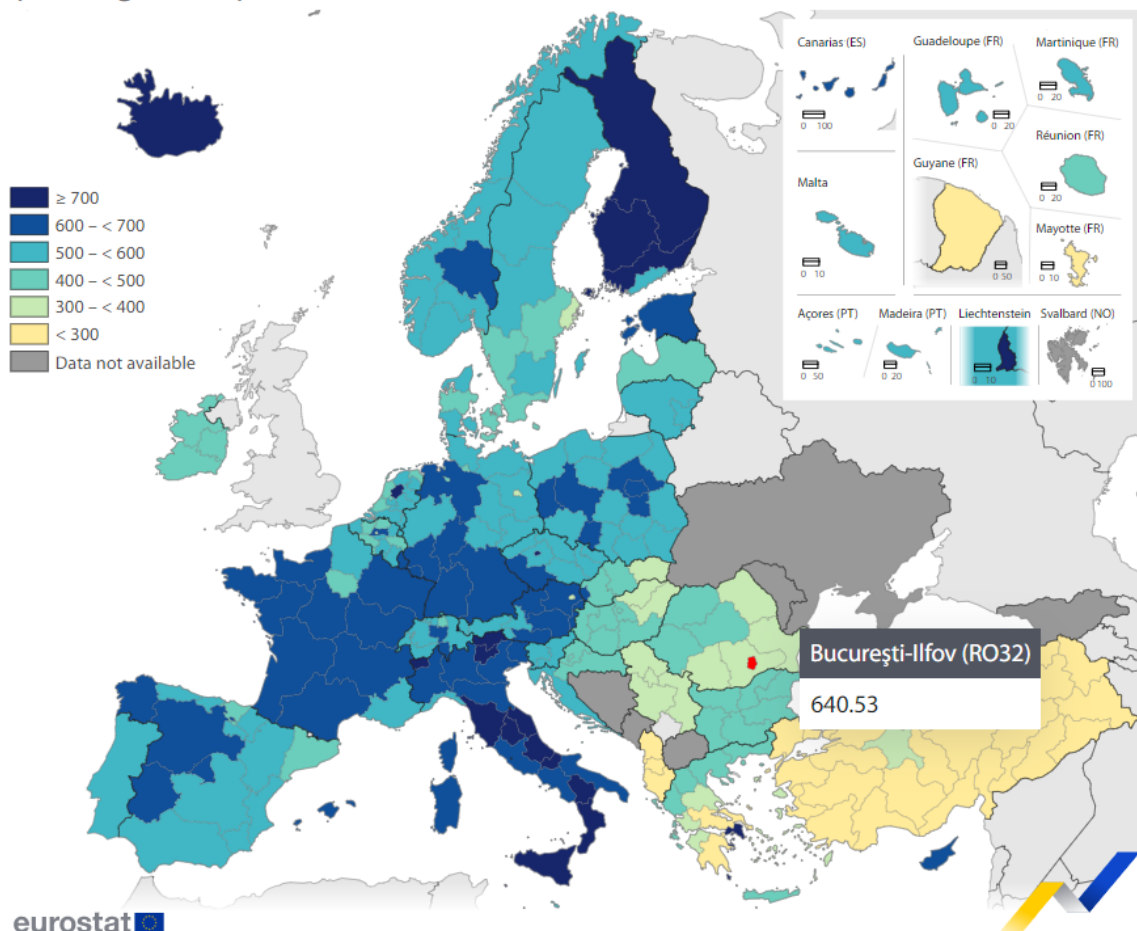 Canarias (ES)
Guadeloupe (FR)
Martinique (FR)
0 100
0 20
0 20
Réunion (FR)
Guyane (FR)
0 20
Malta
Mayotte (FR)
0 10
0 50
0 10
Açores (PT)
Madeira (PT)
Liechtenstein
Svalbard (NO)
0 50
0 20
0 10
0 100
≥ 700
600 – < 700
500 – < 600
400 – < 500
300 – < 400
< 300
Data not available
Bucureşti-Ilfov (RO32)
640.53
eurostat